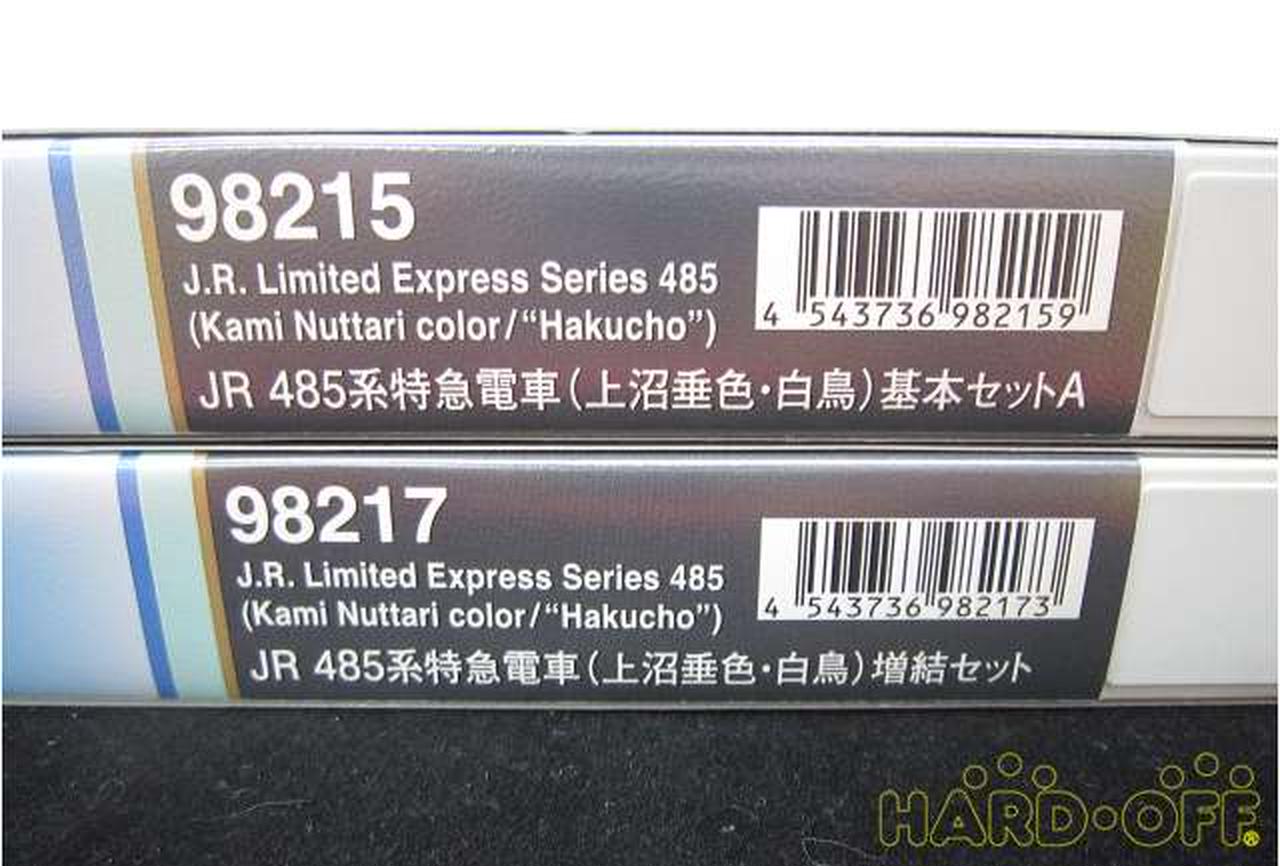 98215
J.R. Limited Express Series 485
(Kami Nuttari color/“Hakucho”)
JR 485系特急電車(上沼垂色・白鳥)基本セットA
4 543736 982159
98217
J.R. Limited Express Series 485
(Kami Nuttari color/“Hakucho”)
JR 485系特急電車(上沼垂色・白鳥)増結セット
4 543736 982173
HARD・OFF®